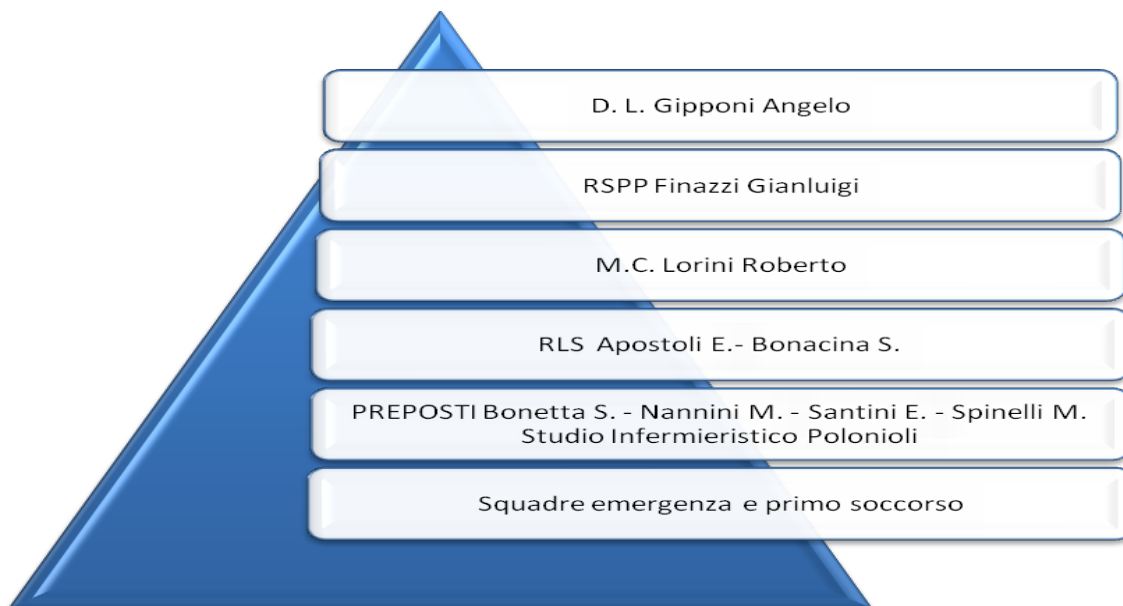 D. L. Gipponi Angelo
RSPP Finazzi Gianluigi
M.C. Lorini Roberto
RLS Apostoli E.- Bonacina S.
PREPOSTI Bonetta S. - Nannini M. - Santini E. - Spinelli M.
Studio Infermieristico Polonioli
Squadre emergenza e primo soccorso